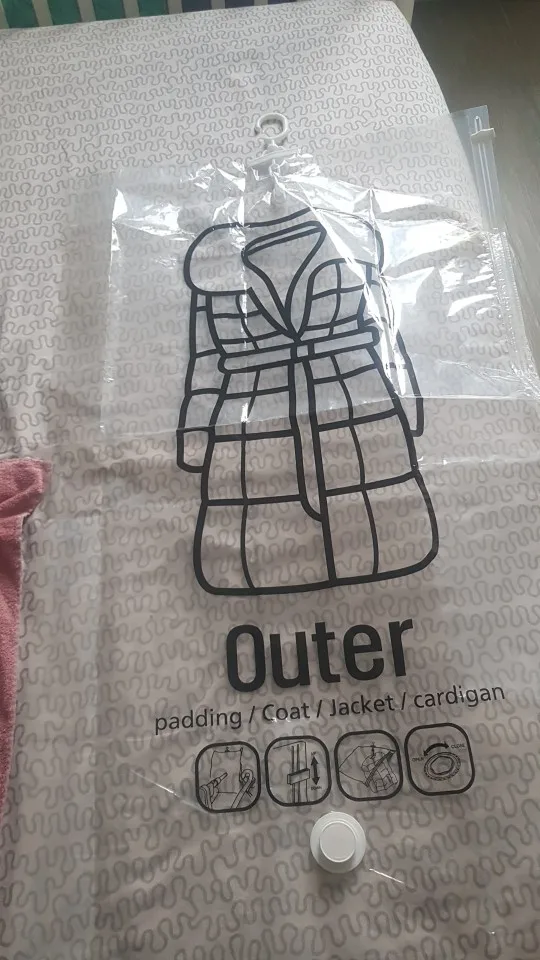 Outer
padding / Coat / Jacket / cardigan